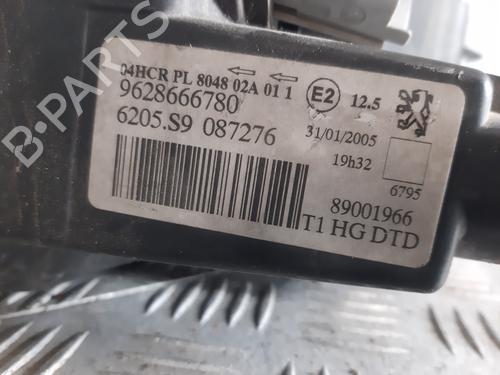 B-PARTS
04HCR PL 8048 02A 01 1 E2 12.5
9628666780
6205.S9 087276 31/01/2005
19h32
6795
89001966
T1 HG DTD